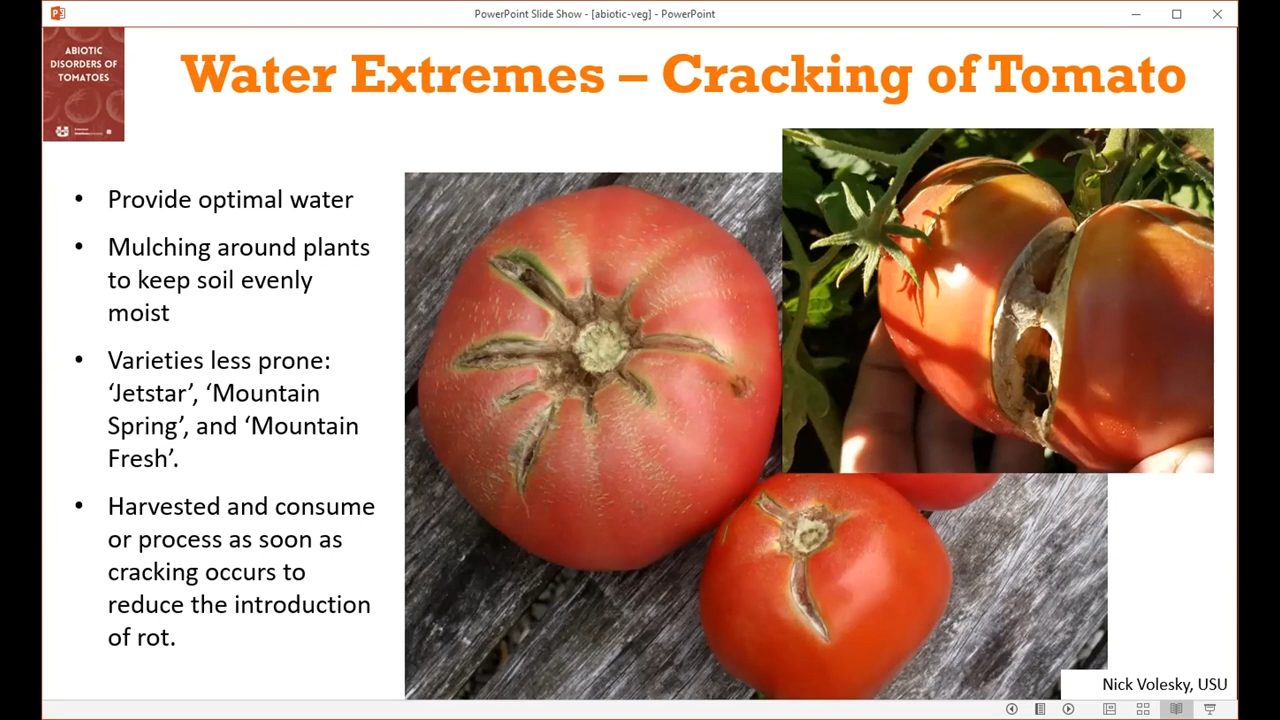 PowerPoint Slide Show - [abiotic-veg] - PowerPoint
ABIOTIC
DISORDERS OF
TOMATOES
Water Extremes – Cracking of Tomato
• Provide optimal water
• Mulching around plants
to keep soil evenly
moist
• Varieties less prone:
‘Jetstar’, ‘Mountain
Spring’, and ‘Mountain
Fresh’.
• Harvested and consume
or process as soon as
cracking occurs to
reduce the introduction
of rot.
Nick Volesky, USU